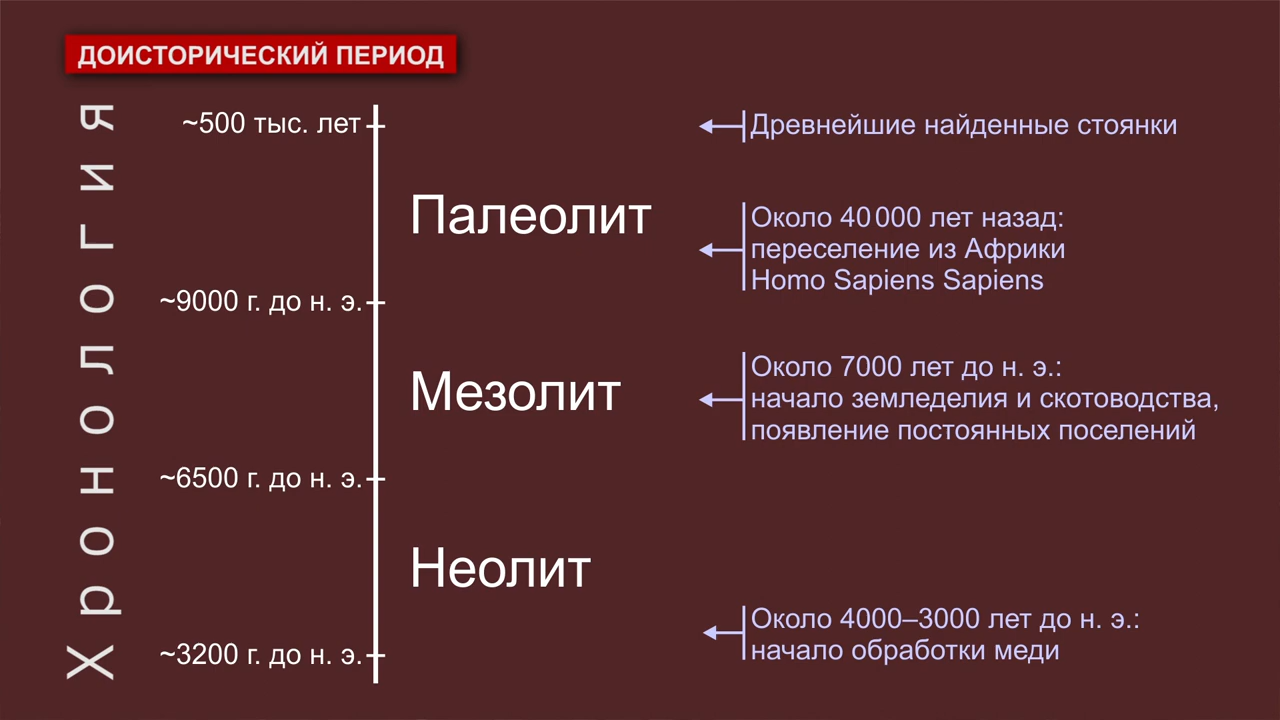 ДОИСТОРИЧЕСКИЙ ПЕРИОД
Хронология
~500 тыс. лет
Древнейшие найденные стоянки
Палеолит
Около 40 000 лет назад:
переселение из Африки
Homo Sapiens Sapiens
~9000 г. до н. э.
Мезолит
Около 7000 лет до н. э.:
начало земледелия и скотоводства,
появление постоянных поселений
~6500 г. до н. э.
Неолит
Около 4000–3000 лет до н. э.:
начало обработки меди
~3200 г. до н. э.